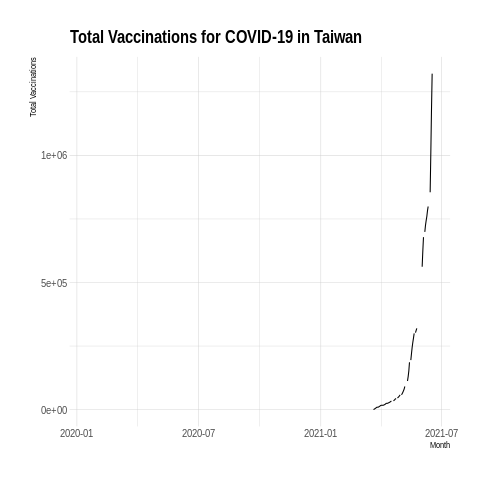 Total Vaccinations for COVID-19 in Taiwan
Total Vaccinations
1e+06
5e+05
0e+00
2020-01 2020-07 2021-01 2021-07
Month